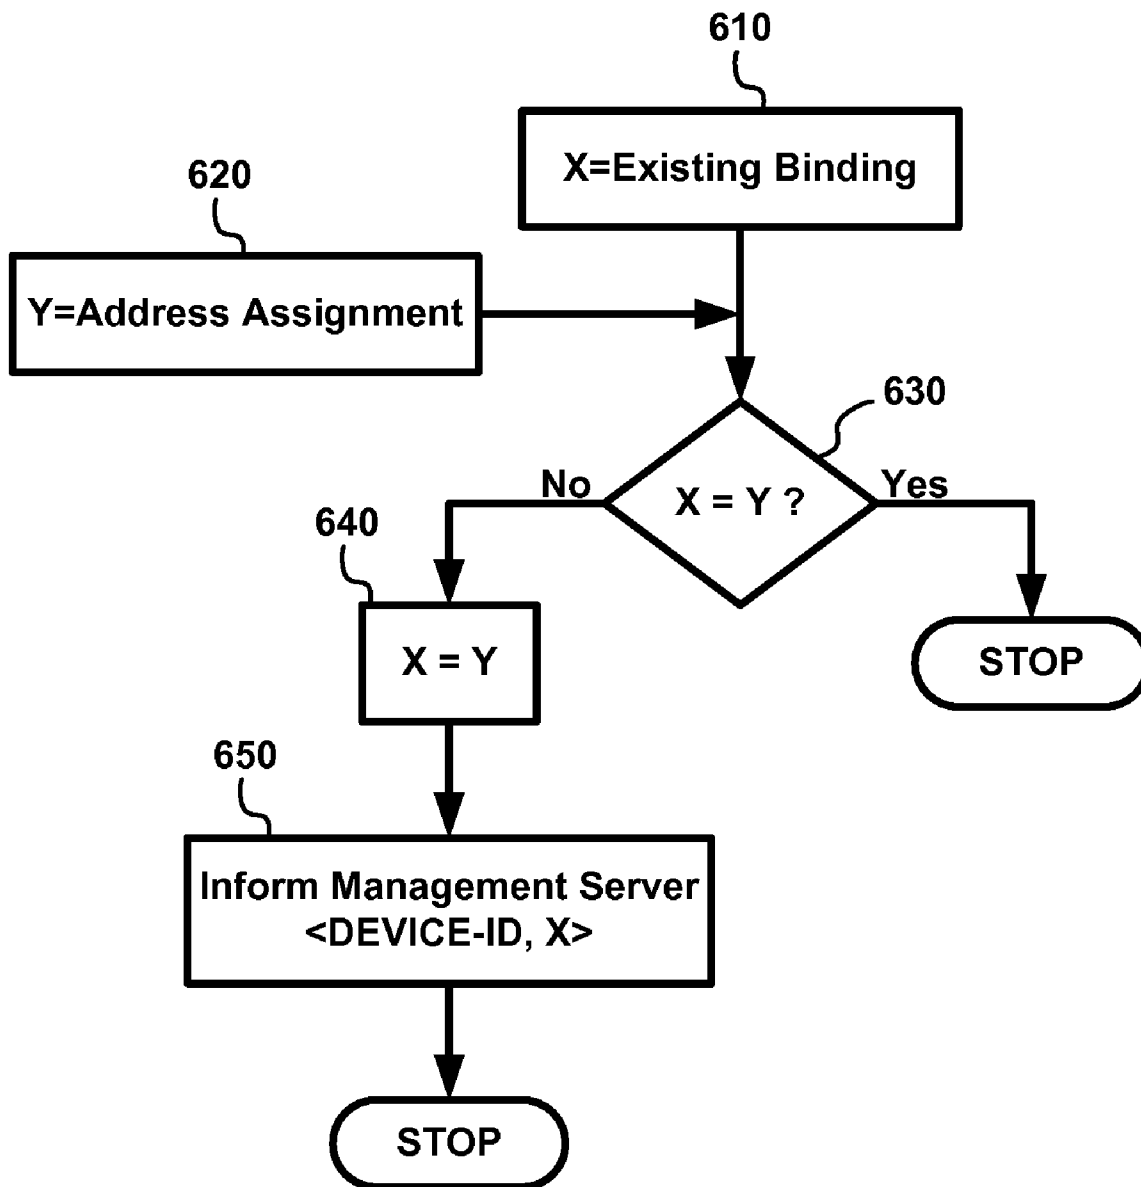 610
X=Existing Binding
620
Y=Address Assignment
630
No
X = Y ?
Yes
640
X = Y
STOP
650
Inform Management Server
<DEVICE-ID, X>
STOP